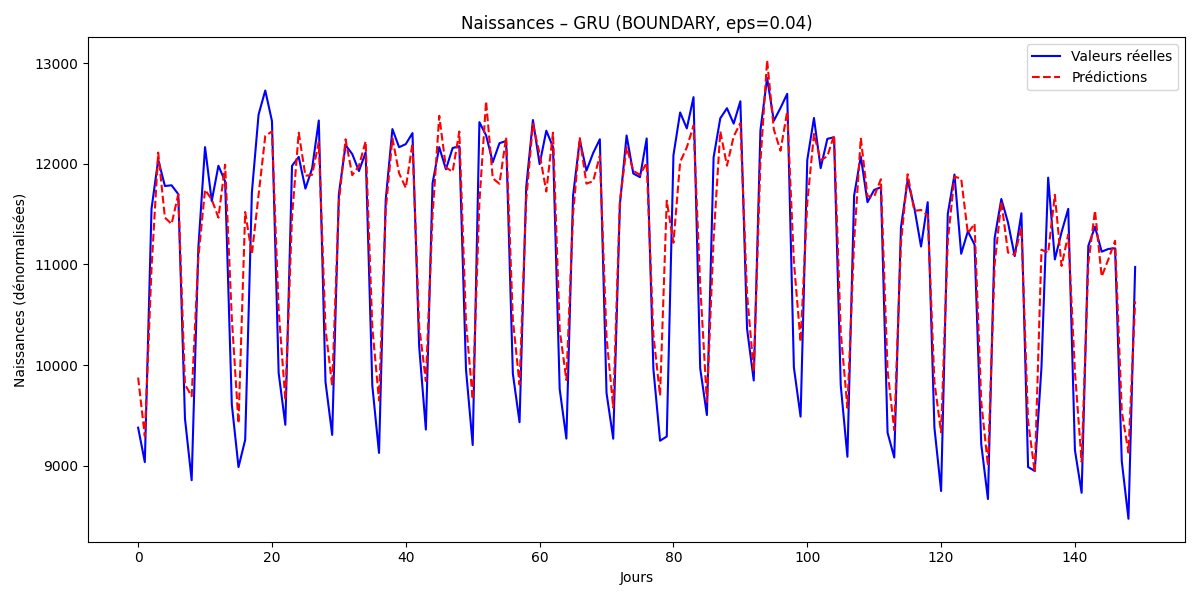 Naissances – GRU (BOUNDARY, eps=0.04)
Valeurs réelles
Prédictions
Naissances (dénormalisées)
13000
12000
11000
10000
9000
0 20 40 60 80 100 120 140
Jours